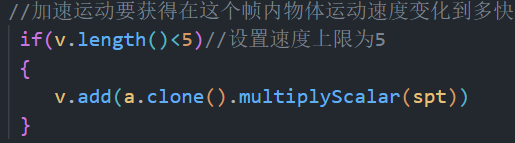 //加速运动要获得在这个帧内物体运动速度变化到多快
if(v.length()<5)//设置速度上限为5
{
v.add(a.clone().multiplyScalar(spt))
}